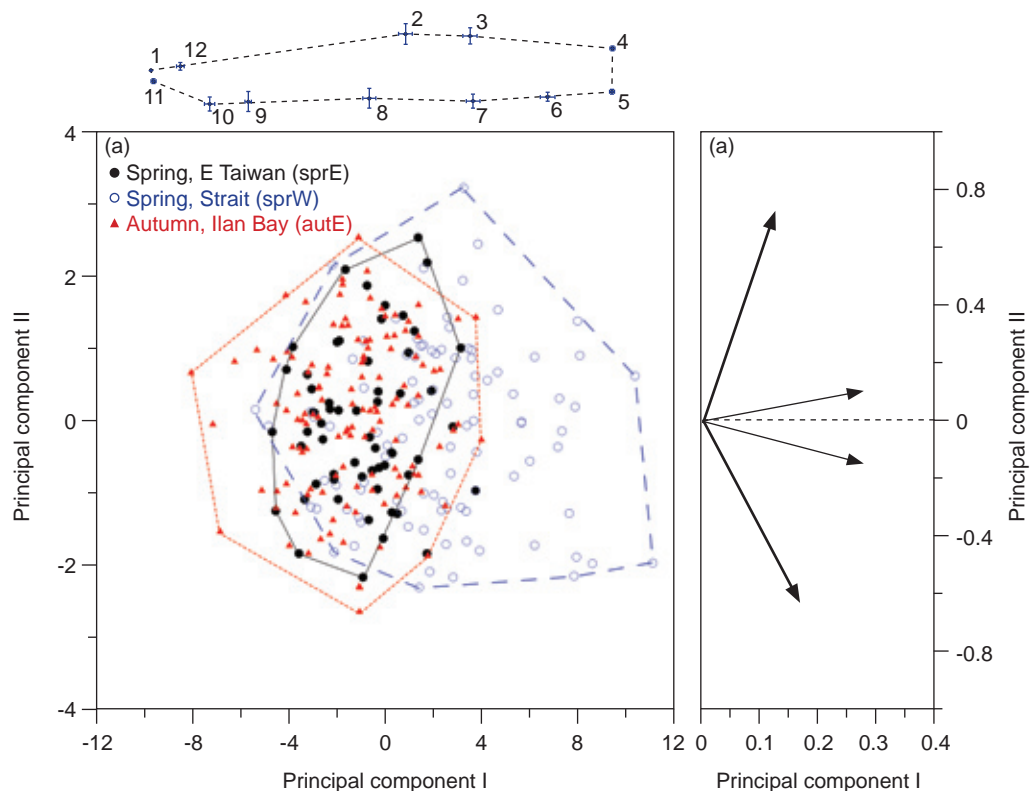 1 12 2 3 4
11 10 9 8 7 6 5
(a)
Spring, E Taiwan (sprE)
Spring, Strait (sprW)
Autumn, Ilan Bay (autE)
Principal component II
4
2
0
-2
-4
-12 -8 -4 0 4 8 12
Principal component I
(a)
0.8
0.4
0
-0.4
-0.8
Principal component II
0 0.1 0.2 0.3 0.4
Principal component I